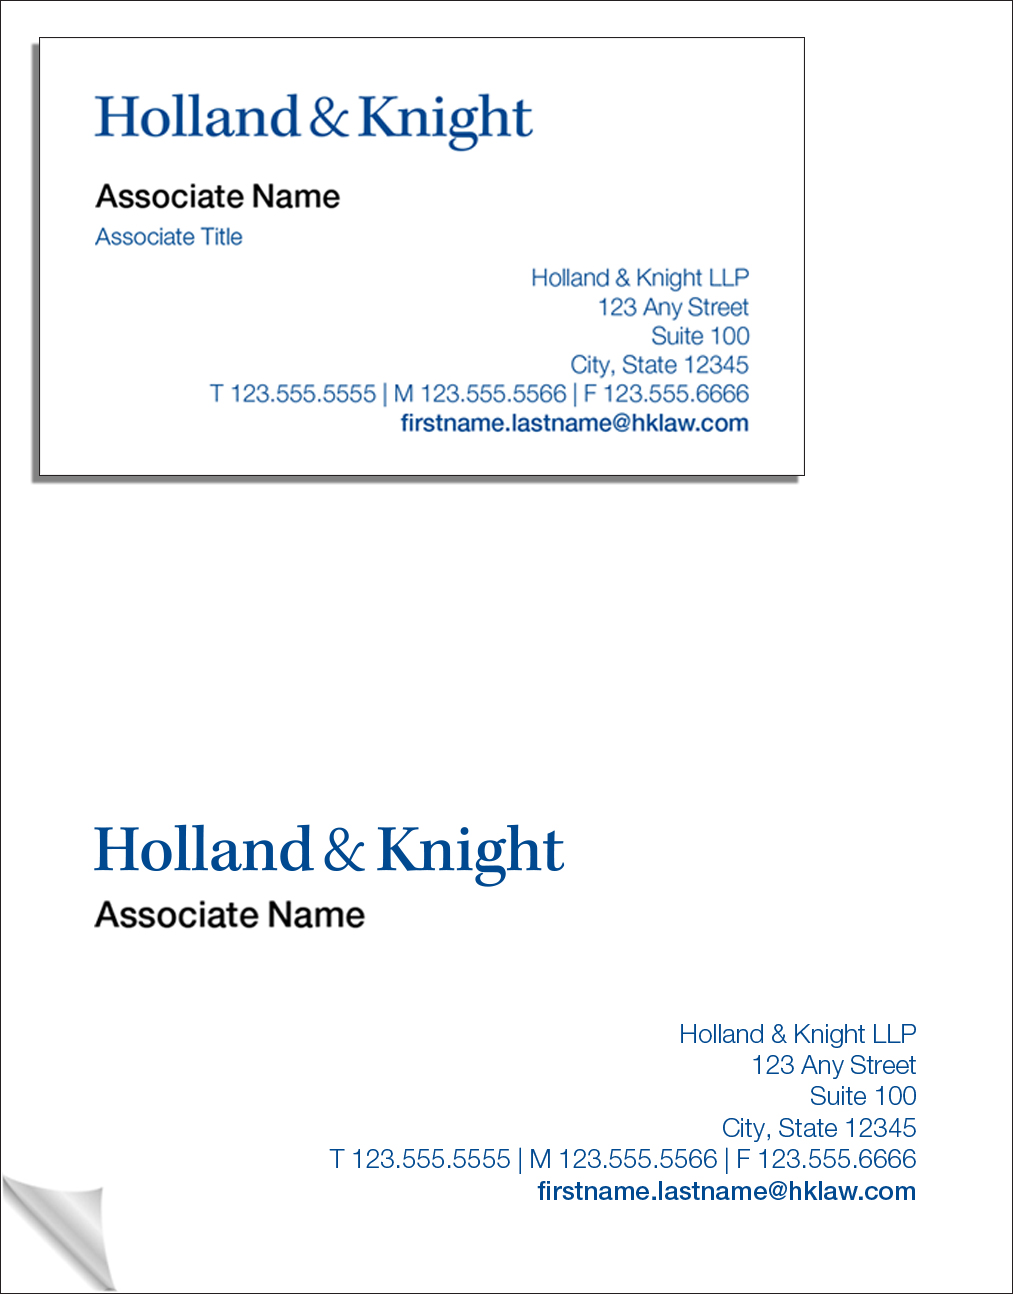 Holland & Knight
Associate Name
Associate Title
Holland & Knight LLP
123 Any Street
Suite 100
City, State 12345
T 123.555.5555 | M 123.555.5566 | F 123.555.6666
firstname.lastname@hklaw.com
Holland & Knight
Associate Name
Holland & Knight LLP
123 Any Street
Suite 100
City, State 12345
T 123.555.5555 | M 123.555.5566 | F 123.555.6666
firstname.lastname@hklaw.com